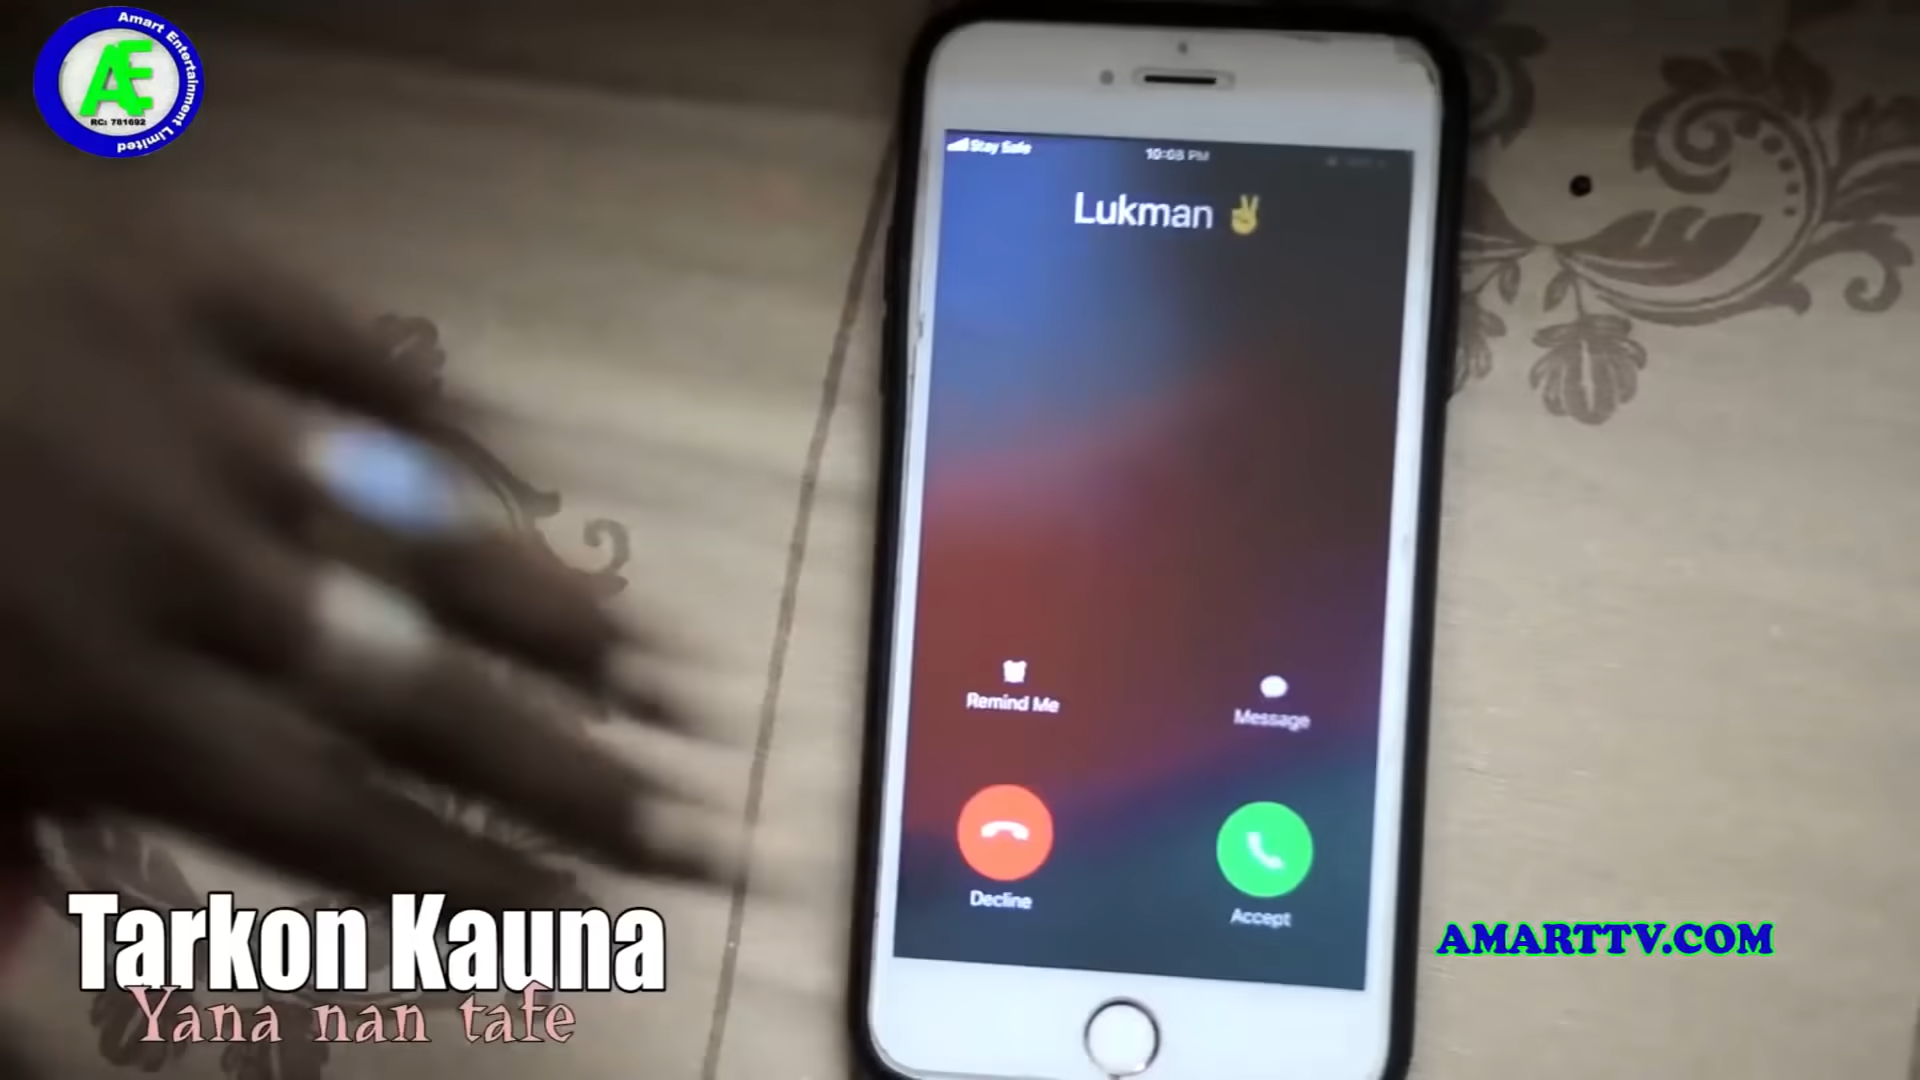 Amart Entertainment Limited
AE
RC: 781692
Stay Safe
10:08 PM
Lukman ✌
Remind Me
Message
Decline
Accept
Tarkon Kauna
Yana nan tafe
AMARTTV.COM